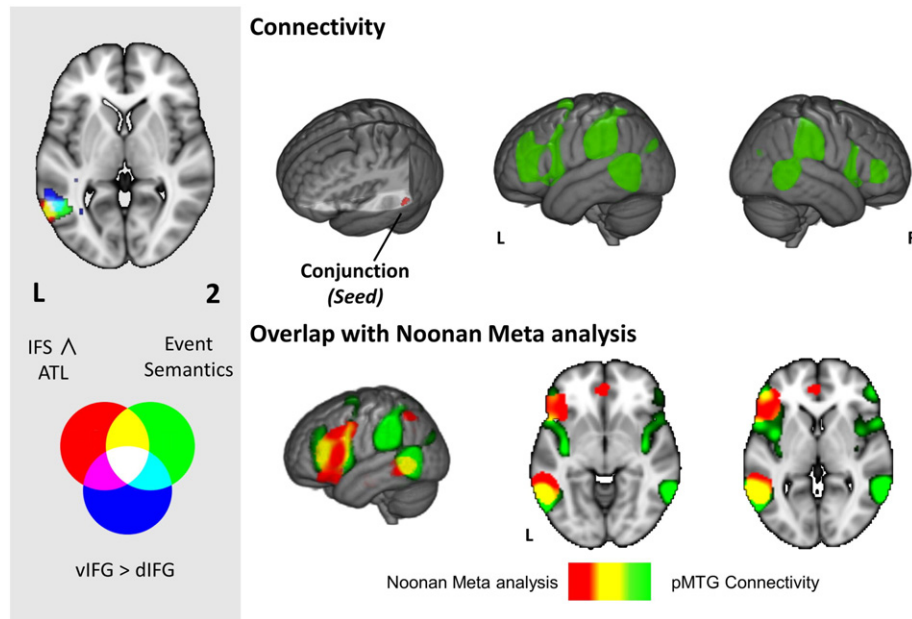 Connectivity
L
R
Conjunction
(Seed)
L
2
IFS ∧
ATL
Event
Semantics
vIFG > dIFG
Overlap with Noonan Meta analysis
L
Noonan Meta analysis
pMTG Connectivity